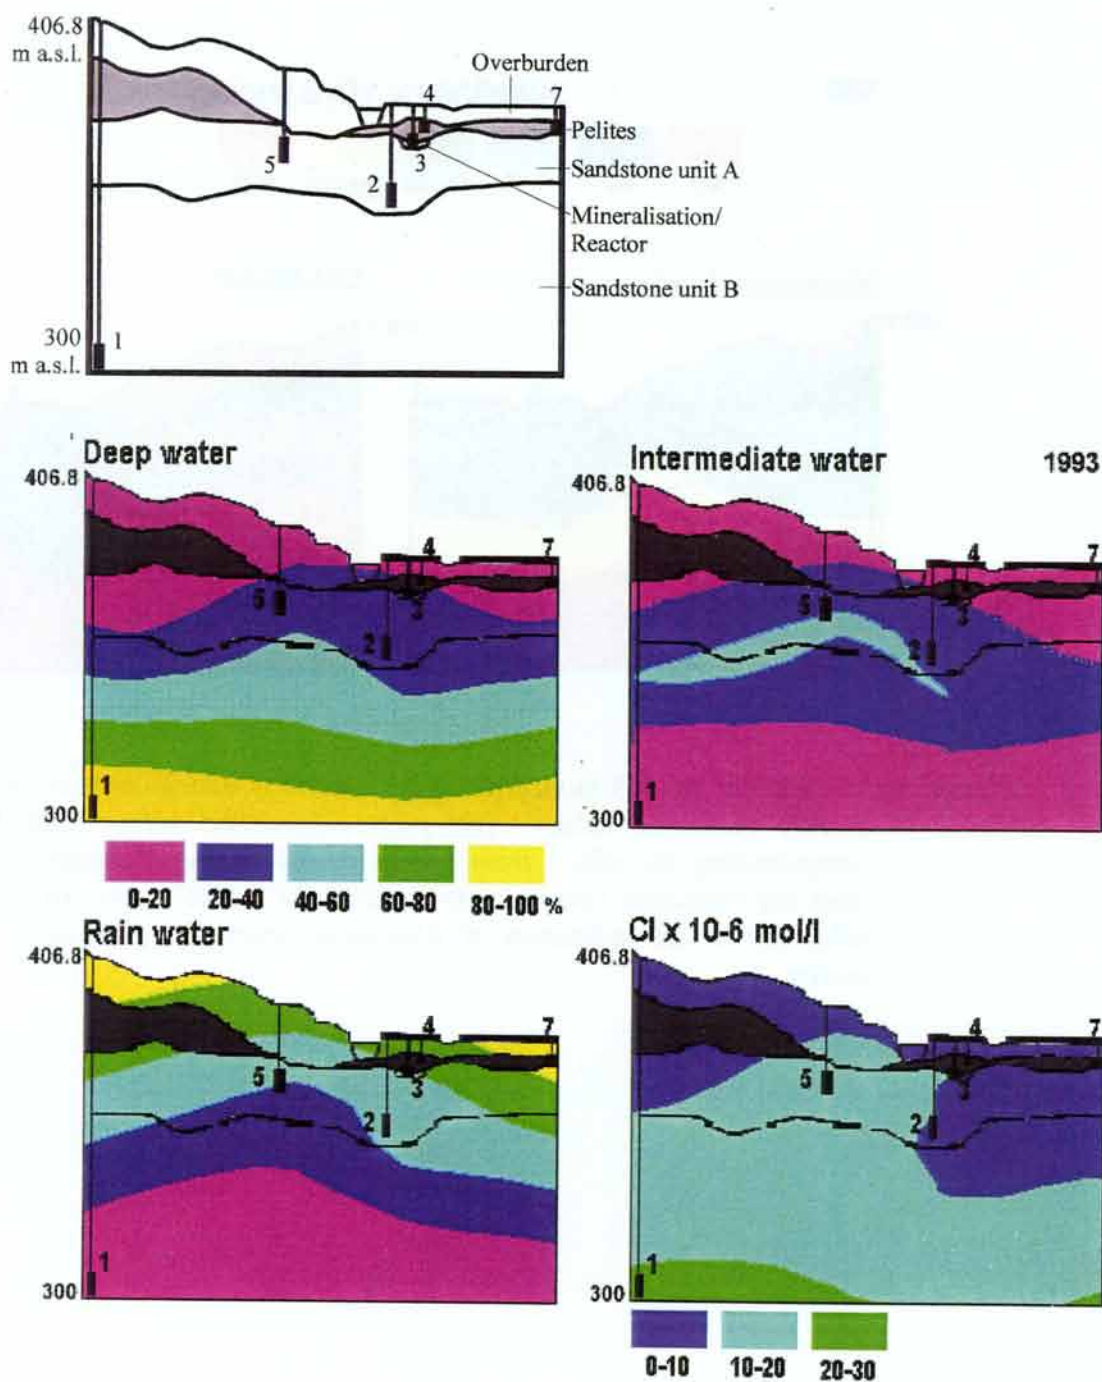 406.8
m a.s.l.
Overburden
4
7
Pelites
5
3
Sandstone unit A
2
Mineralisation/
Reactor
Sandstone unit B
300
m a.s.l.
1
Deep water
Intermediate water 1993
406.8
4
7
5
3
2
1
300
406.8
4
7
5
3
2
1
300
0-20 20-40 40-60 60-80 80-100 %
Rain water
Cl x 10-6 mol/l
406.8
4
7
5
3
2
1
300
406.8
4
7
5
3
2
1
300
0-10 10-20 20-30